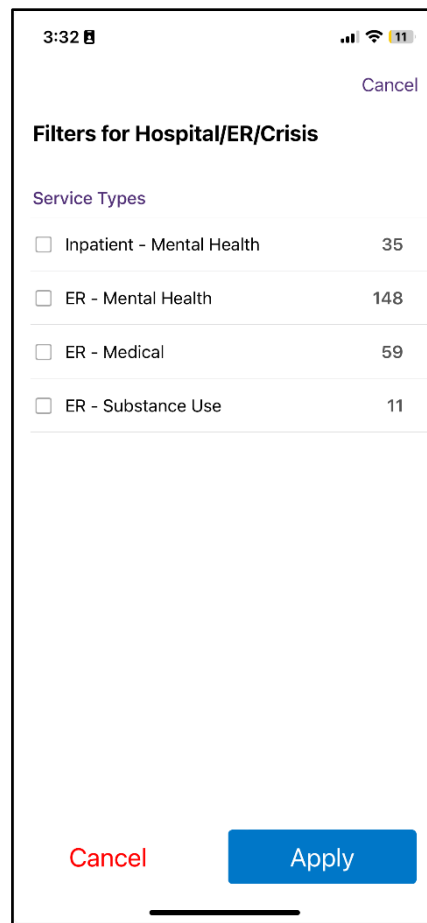 3:32
11
Cancel
Filters for Hospital/ER/Crisis
Service Types
Inpatient - Mental Health 35
ER - Mental Health 148
ER - Medical 59
ER - Substance Use 11
Cancel Apply